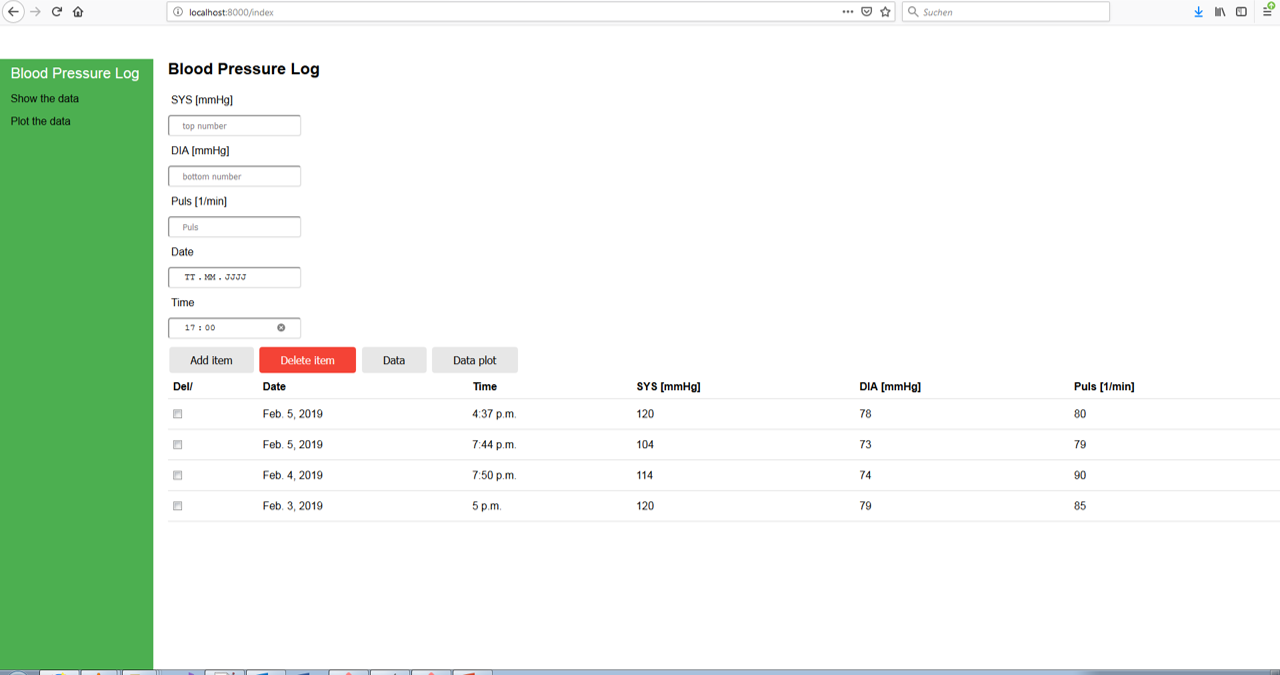 localhost:8000/index
Suchen
Blood Pressure Log
Show the data
Plot the data
Blood Pressure Log
SYS [mmHg]
top number
DIA [mmHg]
bottom number
Puls [1/min]
Puls
Date
TT.MM.JJJJ
Time
17:00
Add item Delete item Data Data plot
Del/ Date Time SYS [mmHg] DIA [mmHg] Puls [1/min]
Feb. 5, 2019 4:37 p.m. 120 78 80
Feb. 5, 2019 7:44 p.m. 104 73 79
Feb. 4, 2019 7:50 p.m. 114 74 90
Feb. 3, 2019 5 p.m. 120 79 85